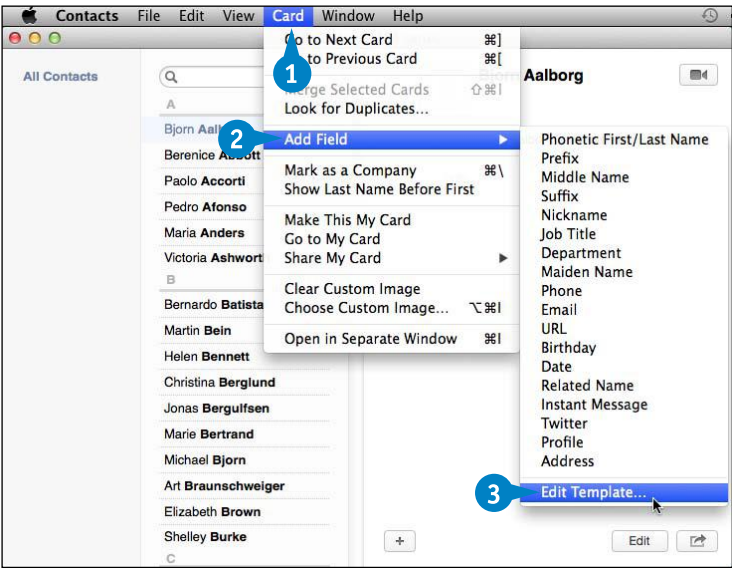 Contacts File Edit View Card Window Help
Go to Next Card ⌘]
to Previous Card ⌘[
1
Merge Selected Cards ⇧⌘|
Look for Duplicates...
2
Add Field
Mark as a Company ⌘\
Show Last Name Before First
Make This My Card
Go to My Card
Share My Card
Clear Custom Image
Choose Custom Image... ⌥⌘I
Open in Separate Window ⌘I
Phonetic First/Last Name
Prefix
Middle Name
Suffix
Nickname
Job Title
Department
Maiden Name
Phone
Email
URL
Birthday
Date
Related Name
Instant Message
Twitter
Profile
Address
3
Edit Template...
All Contacts
A
Bjorn
Berenice
Paolo Accorti
Pedro Afonso
Maria Anders
Victoria Ashwort
B
Bernardo Batista
Martin Bein
Helen Bennett
Christina Berglund
Jonas Bergulfsen
Marie Bertrand
Michael Bjorn
Art Braunschweiger
Elizabeth Brown
Shelley Burke
C
Aalborg
+
Edit